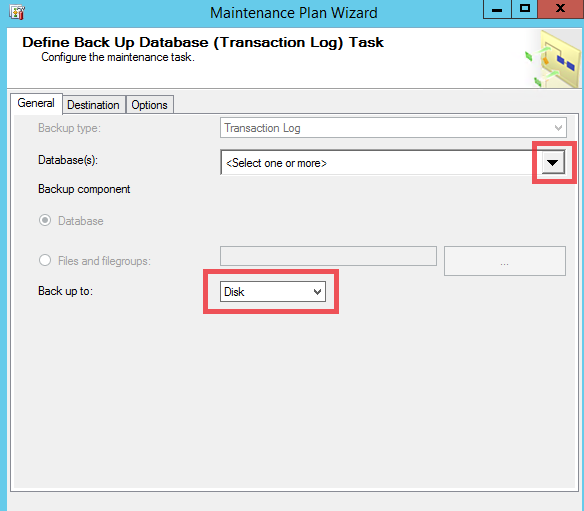 Maintenance Plan Wizard
Define Back Up Database (Transaction Log) Task
Configure the maintenance task.
General Destination Options
Backup type: Transaction Log
Database(s): <Select one or more>
Backup component
Database
Files and filegroups: ...
Back up to: Disk